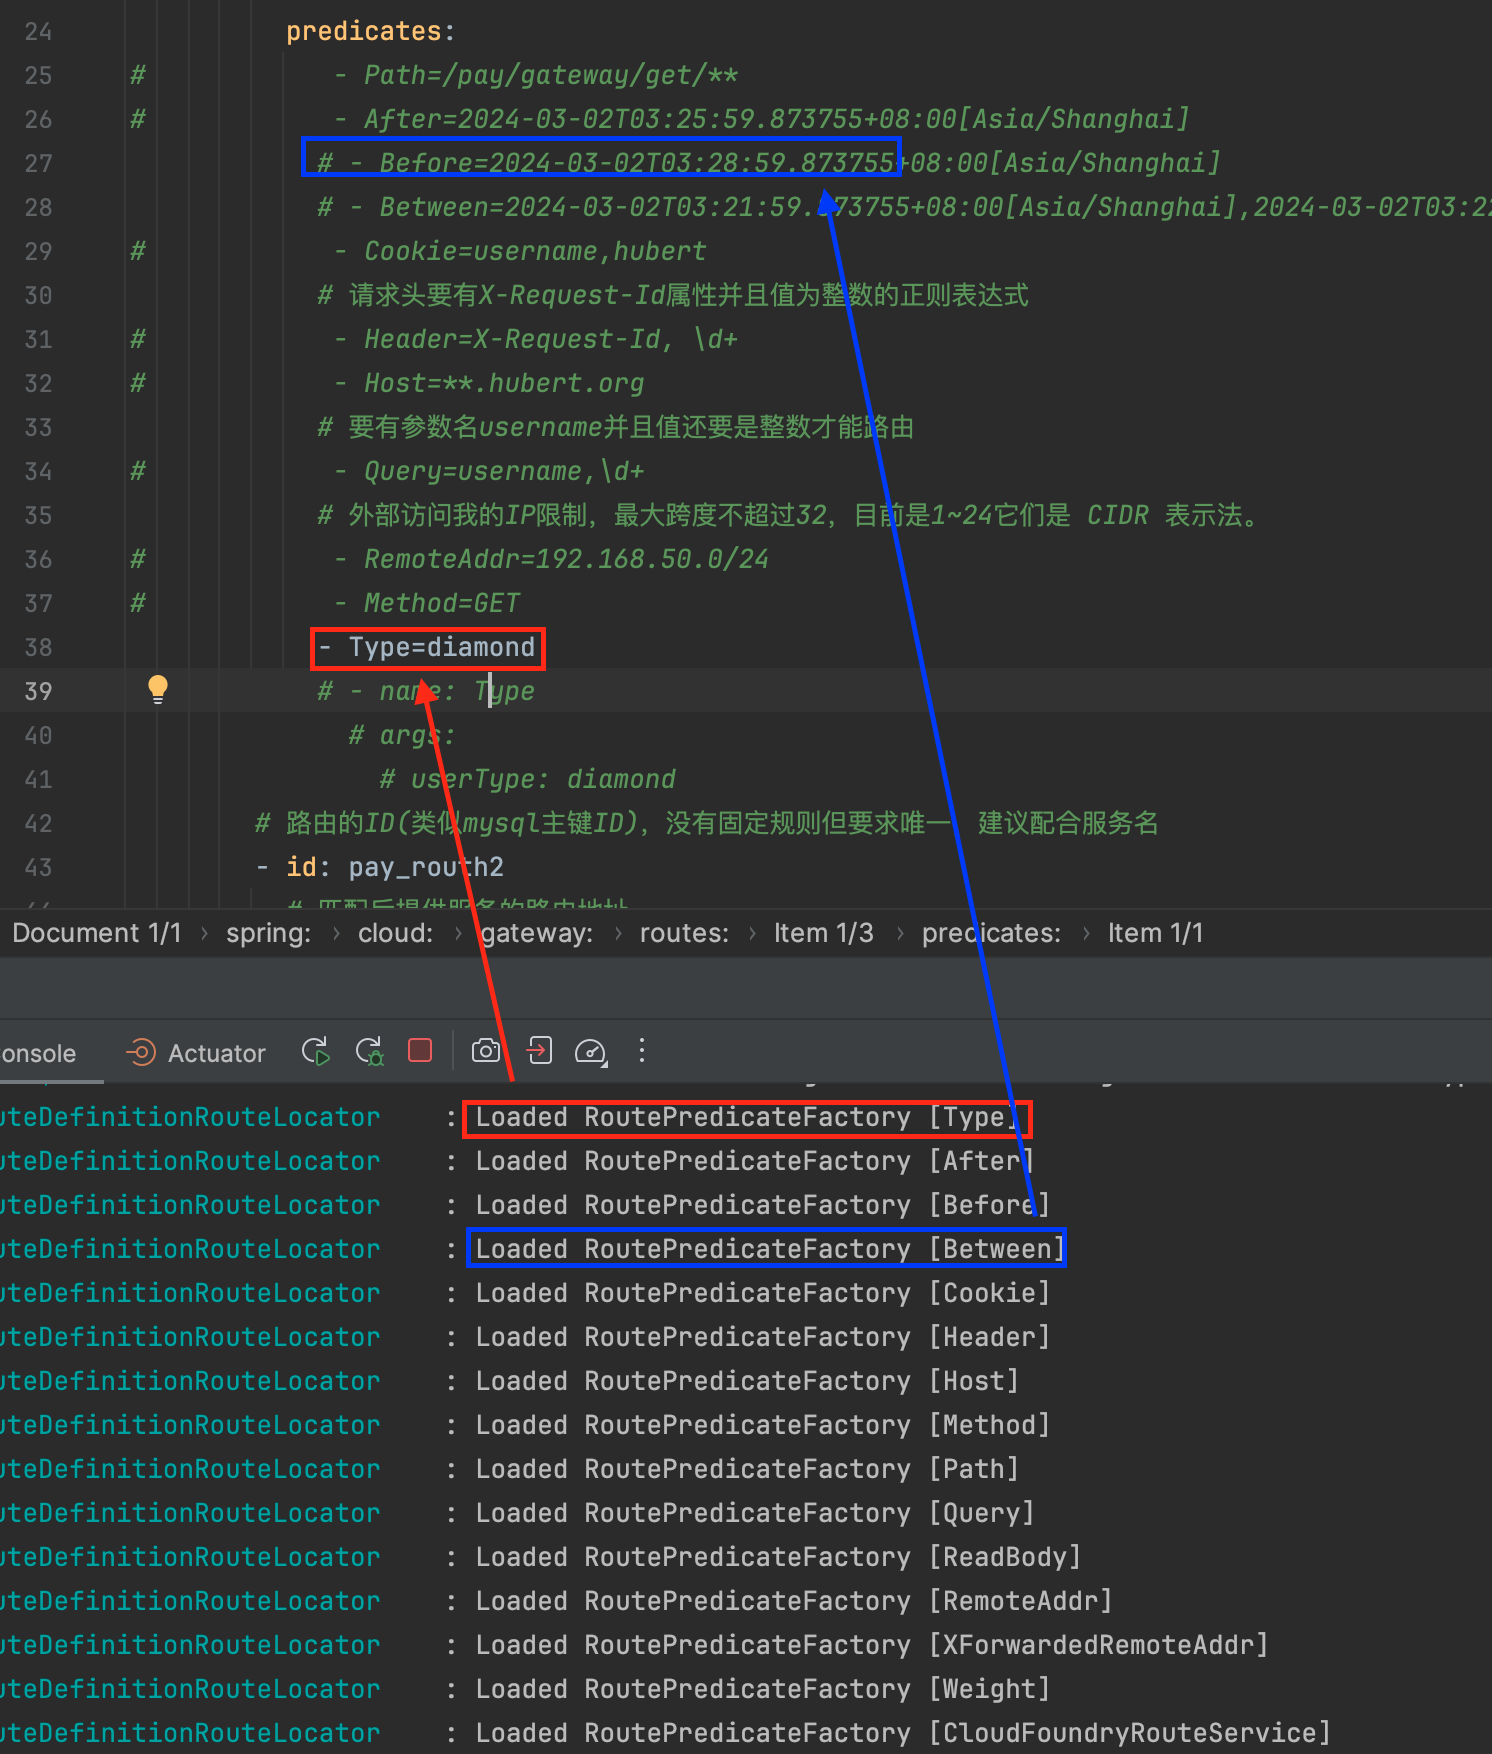 24 predicates:
25 # - Path=/pay/gateway/get/**
26 # - After=2024-03-02T03:25:59.873755+08:00[Asia/Shanghai]
27 # - Before=2024-03-02T03:28:59.873755+08:00[Asia/Shanghai]
28 # - Between=2024-03-02T03:21:59.873755+08:00[Asia/Shanghai],2024-03-02T03:22
29 # - Cookie=username,hubert
30 # 请求头要有X-Request-Id属性并且值为整数的正则表达式
31 # - Header=X-Request-Id, \d+
32 # - Host=**.hubert.org
33 # 要有参数名username并且值还要是整数才能路由
34 # - Query=username,\d+
35 # 外部访问我的IP限制，最大跨度不超过32，目前是1~24它们是 CIDR 表示法。
36 # - RemoteAddr=192.168.50.0/24
37 # - Method=GET
38 - Type=diamond
39 # - name: Type
40 # args:
41 # userType: diamond
42 # 路由的ID(类似mysql主键ID)，没有固定规则但要求唯一，建议配合服务名
43 - id: pay_routh2
44 # 匹配后提供服务的路由地址
Document 1/1 › spring: › cloud: › gateway: › routes: › Item 1/3 › predicates: › Item 1/1
onsole Actuator
uteDefinitionRouteLocator : Loaded RoutePredicateFactory [Type]
uteDefinitionRouteLocator : Loaded RoutePredicateFactory [After]
uteDefinitionRouteLocator : Loaded RoutePredicateFactory [Before]
uteDefinitionRouteLocator : Loaded RoutePredicateFactory [Between]
uteDefinitionRouteLocator : Loaded RoutePredicateFactory [Cookie]
uteDefinitionRouteLocator : Loaded RoutePredicateFactory [Header]
uteDefinitionRouteLocator : Loaded RoutePredicateFactory [Host]
uteDefinitionRouteLocator : Loaded RoutePredicateFactory [Method]
uteDefinitionRouteLocator : Loaded RoutePredicateFactory [Path]
uteDefinitionRouteLocator : Loaded RoutePredicateFactory [Query]
uteDefinitionRouteLocator : Loaded RoutePredicateFactory [ReadBody]
uteDefinitionRouteLocator : Loaded RoutePredicateFactory [RemoteAddr]
uteDefinitionRouteLocator : Loaded RoutePredicateFactory [XForwardedRemoteAddr]
uteDefinitionRouteLocator : Loaded RoutePredicateFactory [Weight]
uteDefinitionRouteLocator : Loaded RoutePredicateFactory [CloudFoundryRouteService]